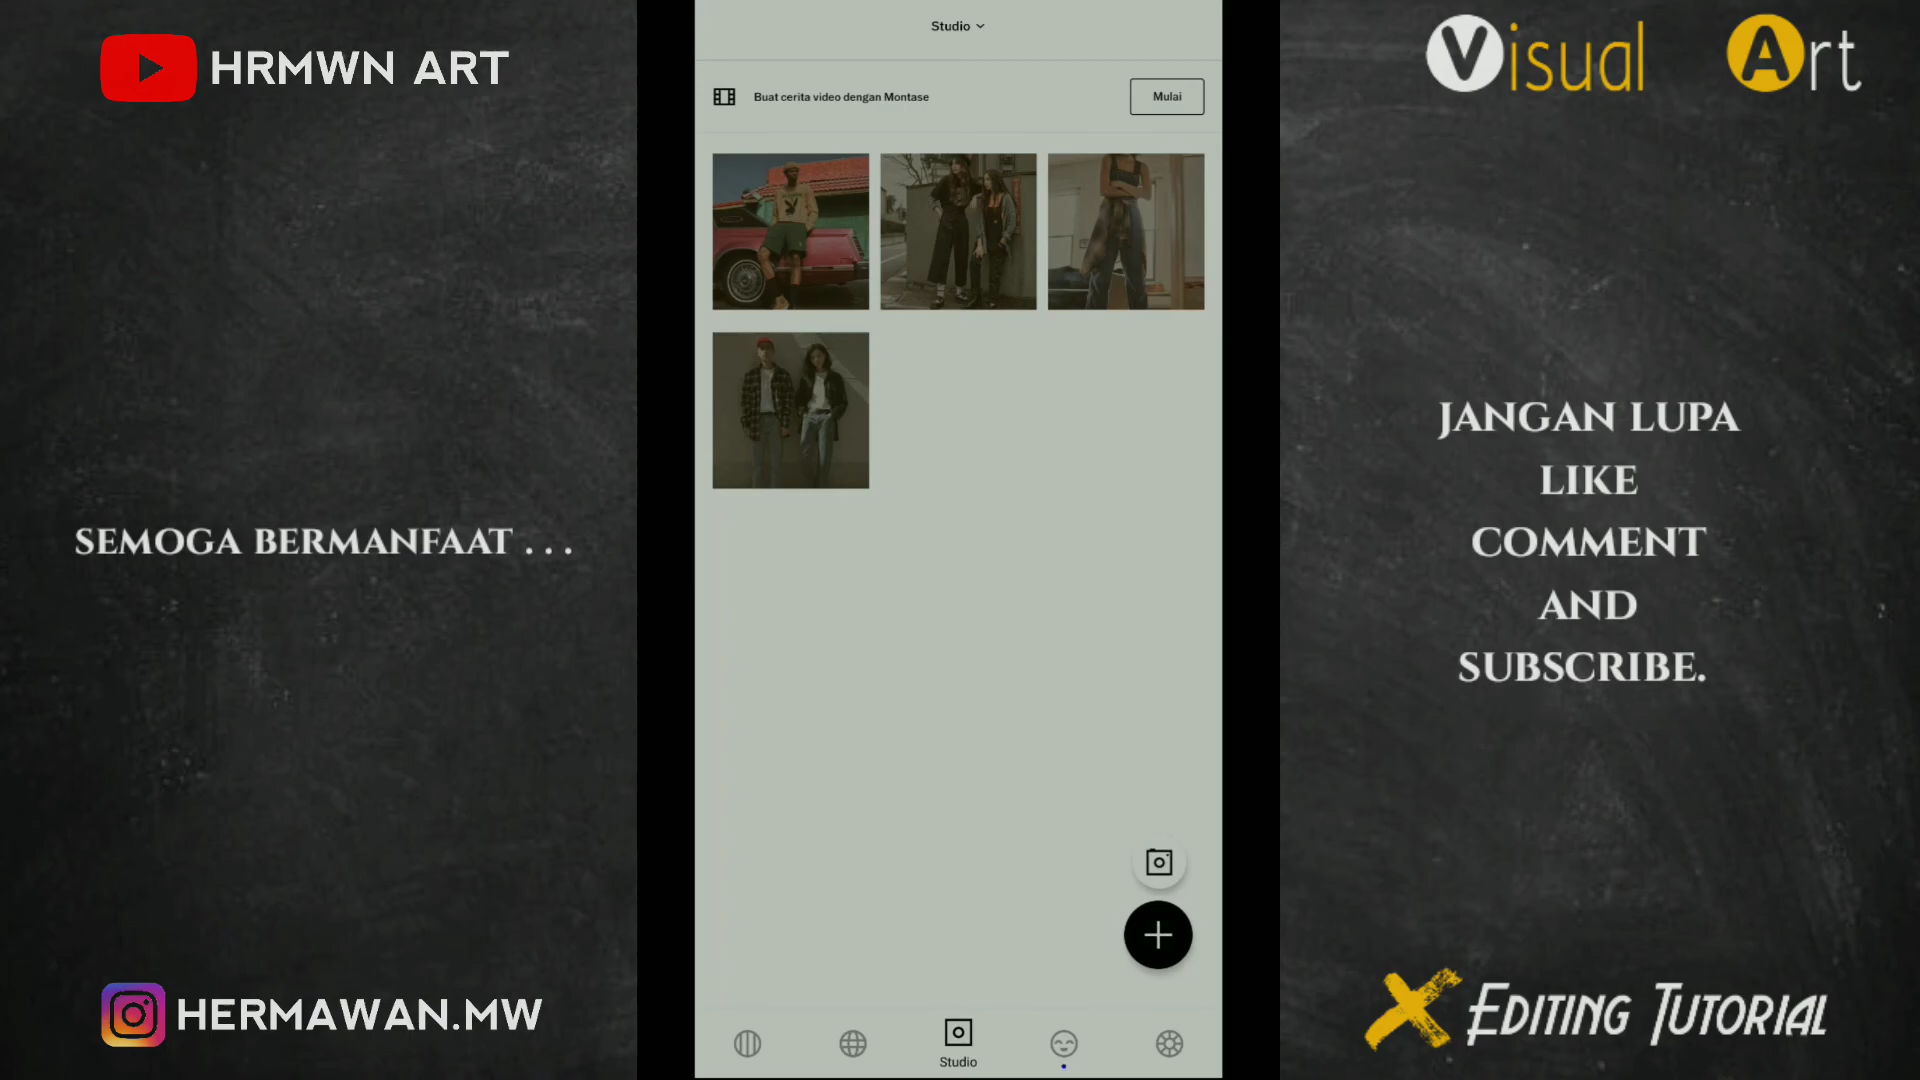 HRMWN ART
SEMOGA BERMANFAAT . . .
HERMAWAN.MW
Studio
Buat cerita video dengan Montase
Mulai
Studio
Visual Art
JANGAN LUPA
LIKE
COMMENT
AND
SUBSCRIBE.
EDITING TUTORIAL